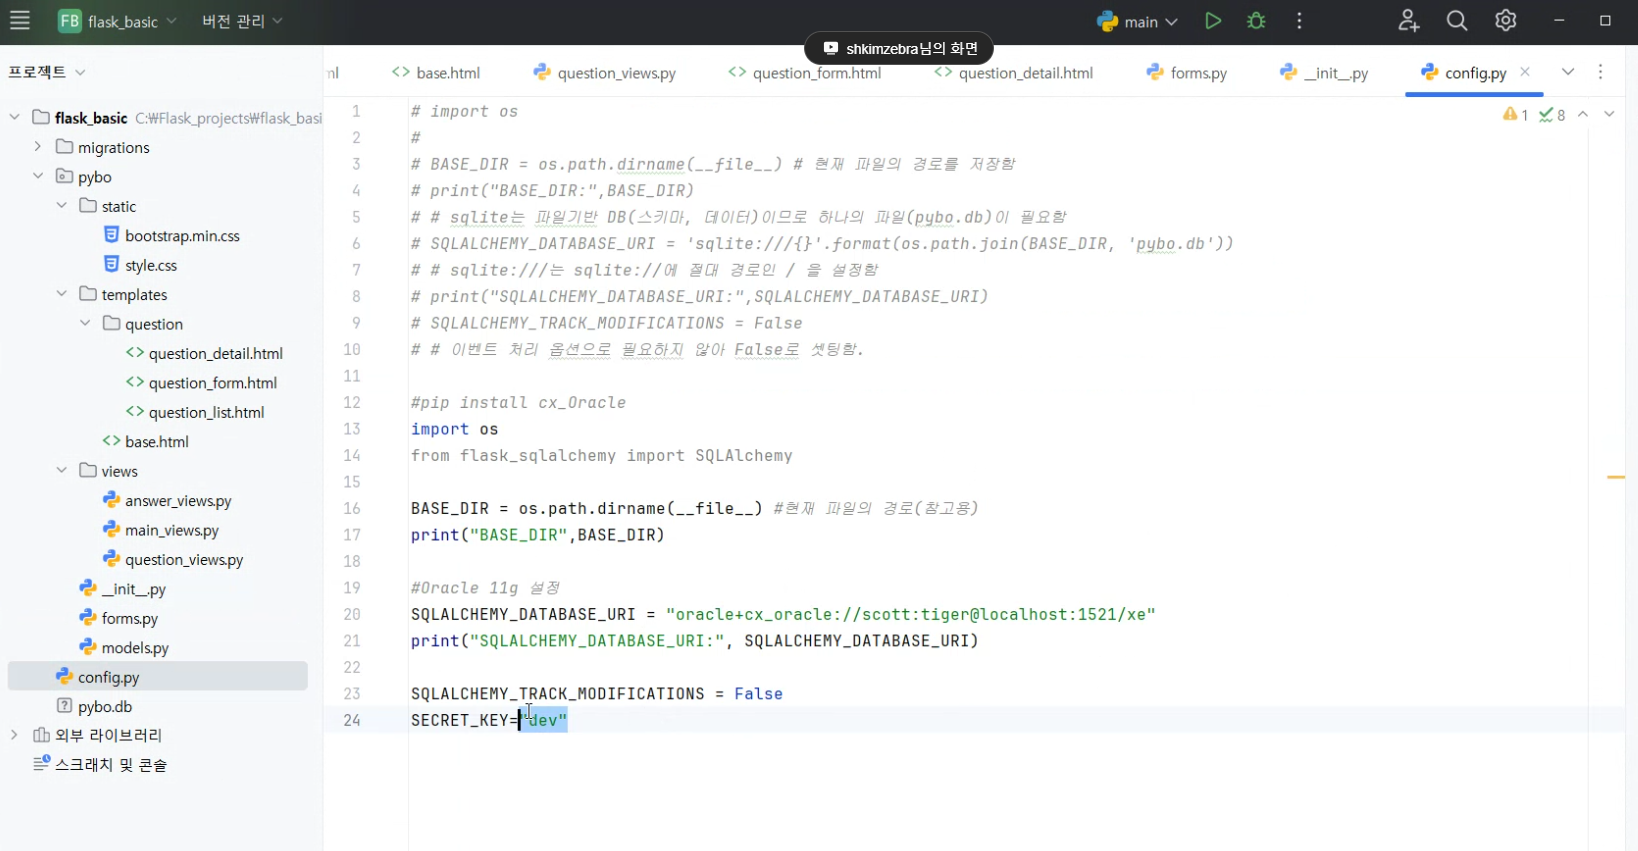 FB flask_basic 버전 관리 main
shkimzebra님의 화면
프로젝트
ml base.html question_views.py question_form.html question_detail.html forms.py __init__.py config.py
flask_basic C:₩Flask_projects₩flask_basi
migrations
pybo
static
bootstrap.min.css
style.css
templates
question
question_detail.html
question_form.html
question_list.html
base.html
views
answer_views.py
main_views.py
question_views.py
__init__.py
forms.py
models.py
config.py
pybo.db
외부 라이브러리
스크래치 및 콘솔
1 8
1 # import os
2 #
3 # BASE_DIR = os.path.dirname(__file__) # 현재 파일의 경로를 저장함
4 # print("BASE_DIR:",BASE_DIR)
5 # # sqlite는 파일기반 DB(스키마, 데이터)이므로 하나의 파일(pybo.db)이 필요함
6 # SQLALCHEMY_DATABASE_URI = 'sqlite:///{}'.format(os.path.join(BASE_DIR, 'pybo.db'))
7 # # sqlite:///는 sqlite://에 절대 경로인 / 을 설정함
8 # print("SQLALCHEMY_DATABASE_URI:",SQLALCHEMY_DATABASE_URI)
9 # SQLALCHEMY_TRACK_MODIFICATIONS = False
10 # # 이벤트 처리 옵션으로 필요하지 않아 False로 셋팅함.
11
12 #pip install cx_Oracle
13 import os
14 from flask_sqlalchemy import SQLAlchemy
15
16 BASE_DIR = os.path.dirname(__file__) #현재 파일의 경로(참고용)
17 print("BASE_DIR",BASE_DIR)
18
19 #Oracle 11g 설정
20 SQLALCHEMY_DATABASE_URI = "oracle+cx_oracle://scott:tiger@localhost:1521/xe"
21 print("SQLALCHEMY_DATABASE_URI:", SQLALCHEMY_DATABASE_URI)
22
23 SQLALCHEMY_TRACK_MODIFICATIONS = False
24 SECRET_KEY="dev"